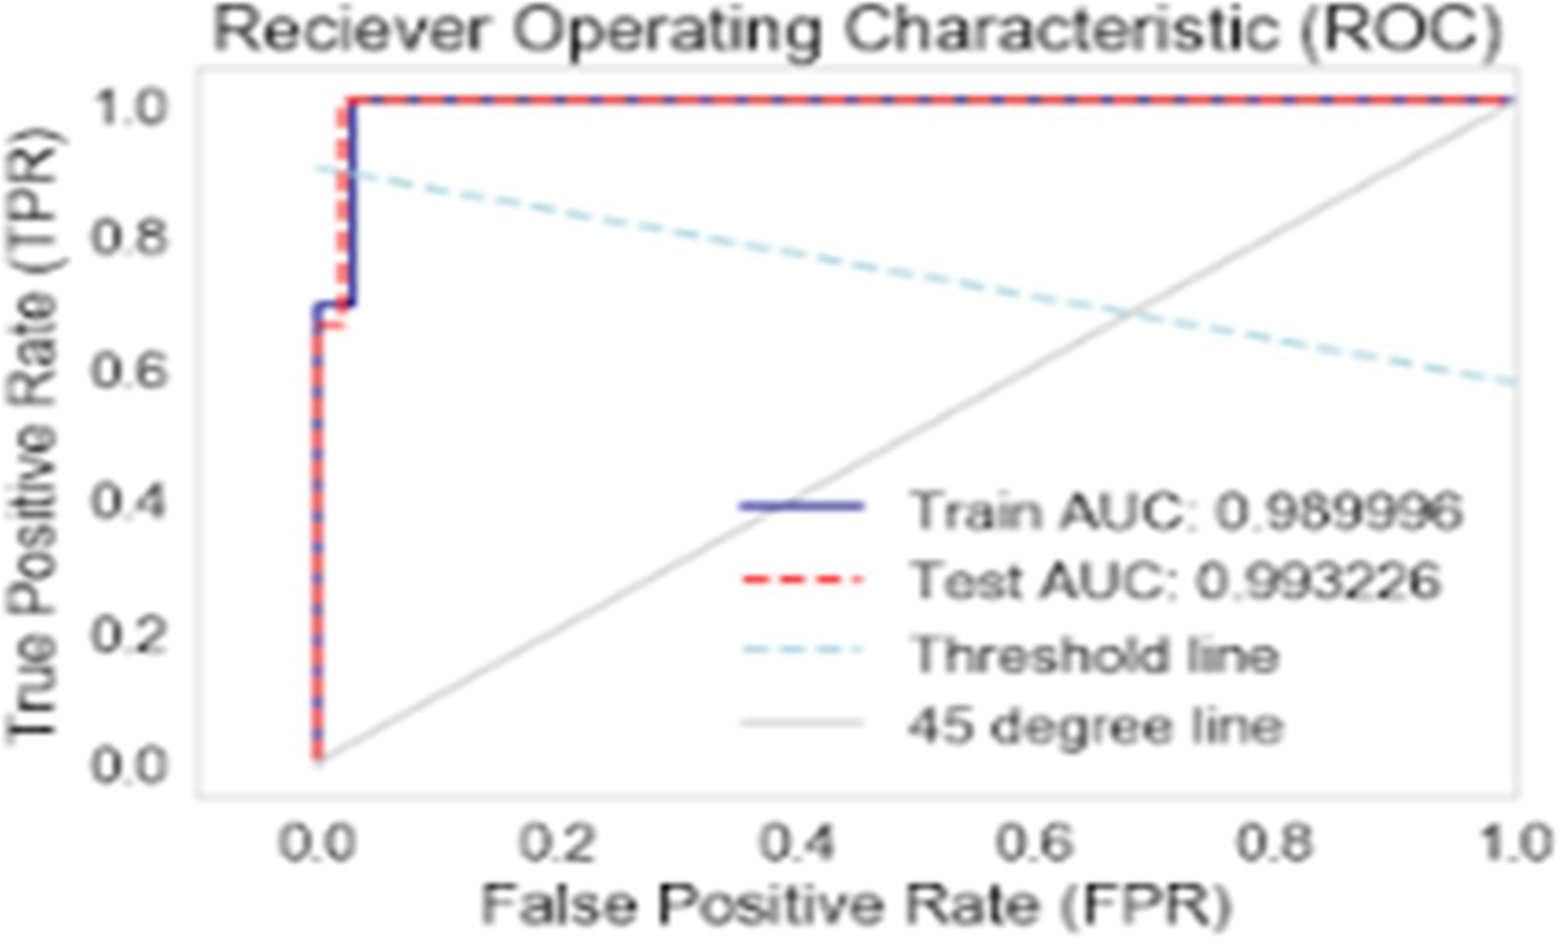 Reciever Operating Characteristic (ROC)
True Positive Rate (TPR)
1.0
0.8
0.6
0.4
0.2
0.0
Train AUC: 0.989996
Test AUC: 0.993226
Threshold line
45 degree line
0.0 0.2 0.4 0.6 0.8 1.0
False Positive Rate (FPR)